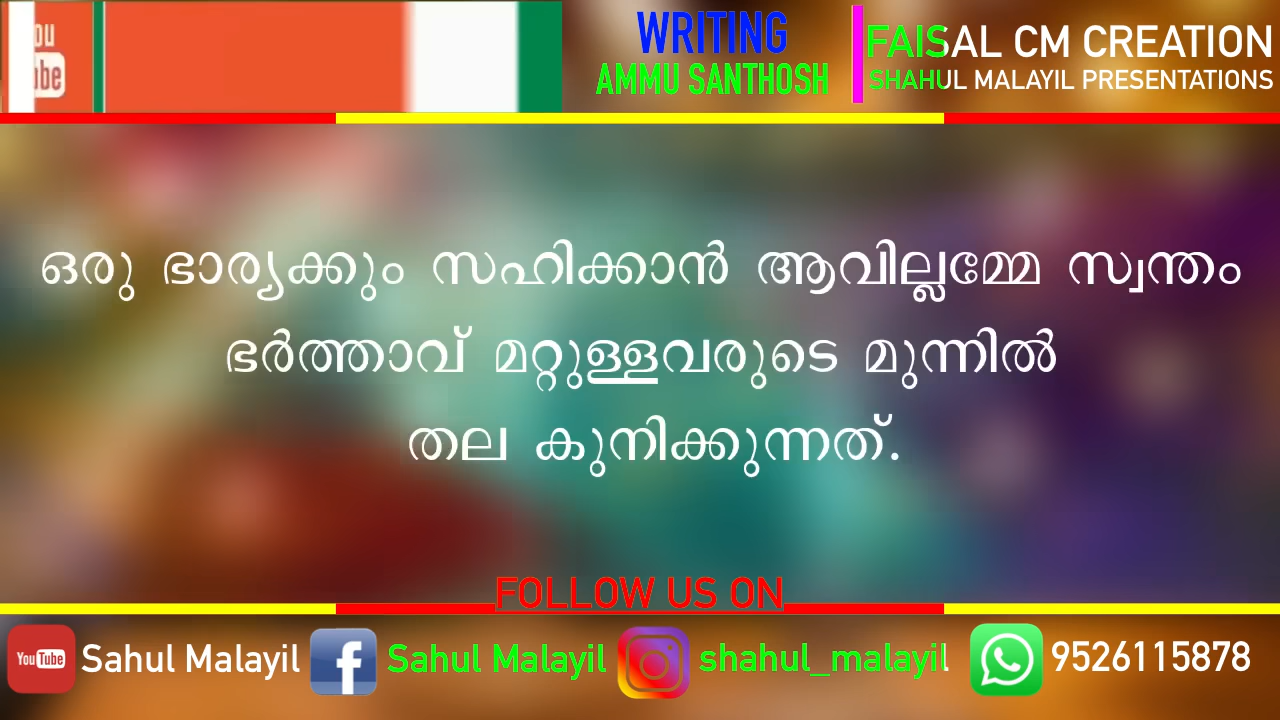 You
Tube
WRITING
AMMU SANTHOSH
FAISAL CM CREATION
SHAHUL MALAYIL PRESENTATIONS
ഒരു ഭാര്യക്കും സഹിക്കാൻ ആവില്ലമ്മേ സ്വന്തം
ഭർത്താവ് മറ്റുള്ളവരുടെ മുന്നിൽ
തല കുനിക്കുന്നത്.
FOLLOW US ON
YouTube Sahul Malayil f Sahul Malayil shahul_malayil 9526115878